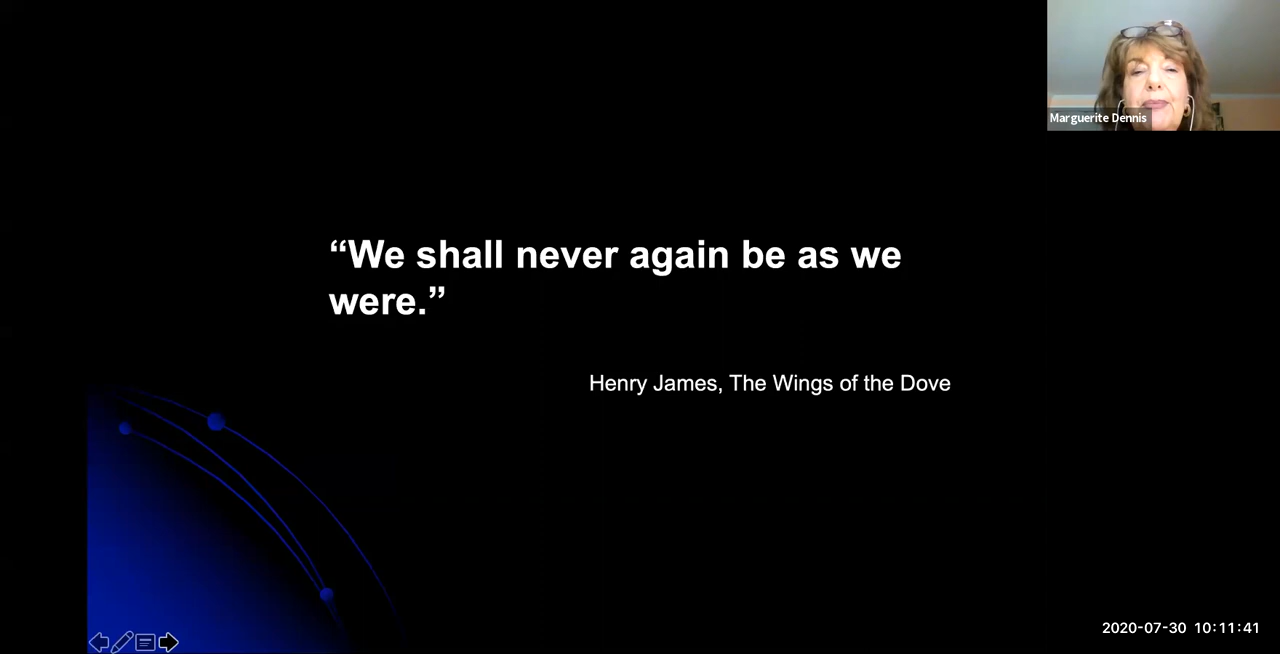 Marguerite Dennis
“We shall never again be as we
were.”
Henry James, The Wings of the Dove
2020-07-30 10:11:41